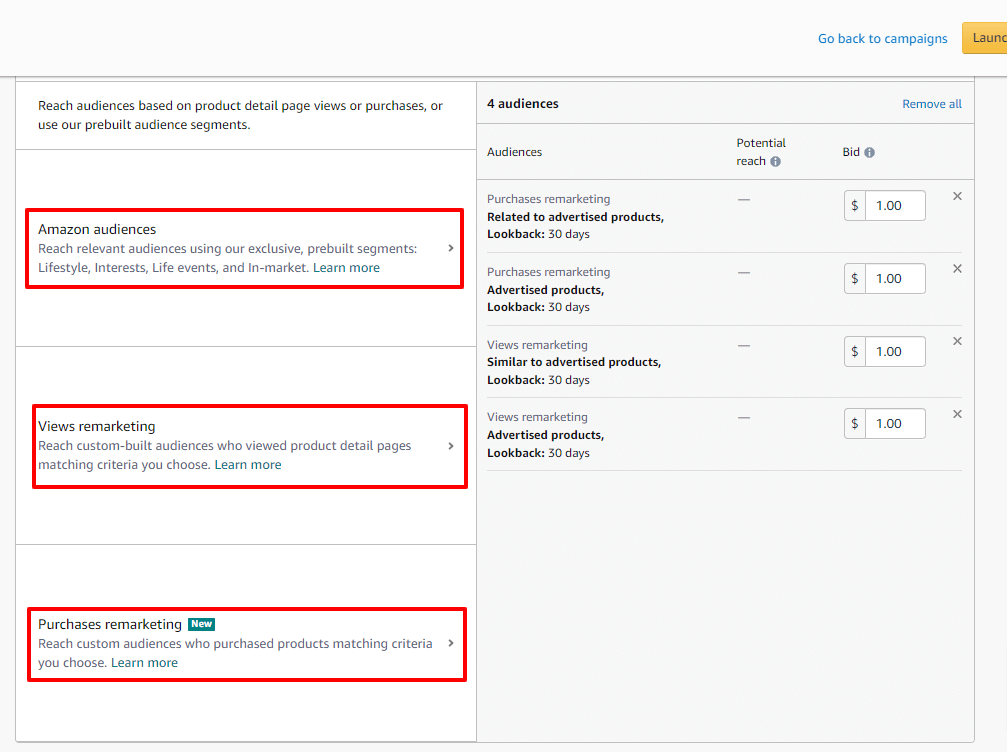 Go back to campaigns
Launc
Reach audiences based on product detail page views or purchases, or
use our prebuilt audience segments.
Amazon audiences
Reach relevant audiences using our exclusive, prebuilt segments:
Lifestyle, Interests, Life events, and In-market. Learn more
Views remarketing
Reach custom-built audiences who viewed product detail pages
matching criteria you choose. Learn more
Purchases remarketing New
Reach custom audiences who purchased products matching criteria
you choose. Learn more
4 audiences
Remove all
Audiences
Potential
reach
Bid
Purchases remarketing
Related to advertised products,
Lookback: 30 days
—
$ 1.00
Purchases remarketing
Advertised products,
Lookback: 30 days
—
$ 1.00
Views remarketing
Similar to advertised products,
Lookback: 30 days
—
$ 1.00
Views remarketing
Advertised products,
Lookback: 30 days
—
$ 1.00